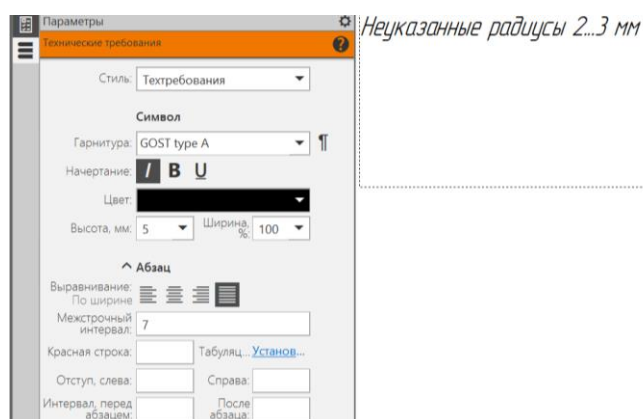 Параметры
Неуказанные радиусы 2...3 мм
Технические требования
Стиль: Техтребования
Символ
Гарнитура: GOST type A
Начертание: I B U
Цвет:
Высота, мм: 5 Ширина, %: 100
Абзац
Выравнивание:
По ширине
Межстрочный
интервал: 7
Красная строка: Табуляц... Установ...
Отступ, слева: Справа:
Интервал, перед абзацем: После абзаца: